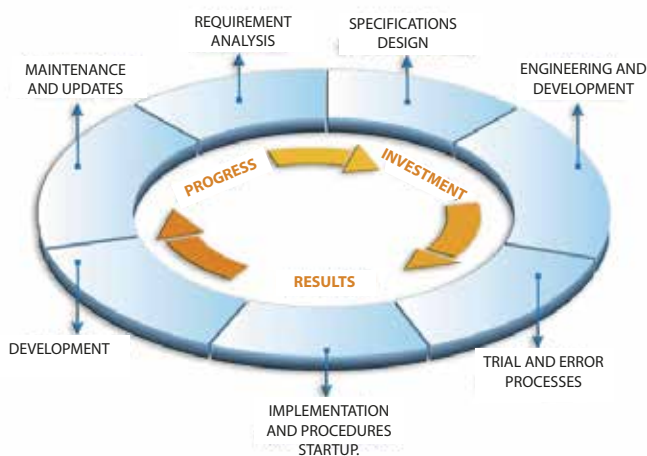 REQUIREMENT
ANALYSIS
SPECIFICATIONS
DESIGN
MAINTENANCE
AND UPDATES
ENGINEERING AND
DEVELOPMENT
PROGRESS
INVESTMENT
RESULTS
DEVELOPMENT
TRIAL AND ERROR
PROCESSES
IMPLEMENTATION
AND PROCEDURES
STARTUP.